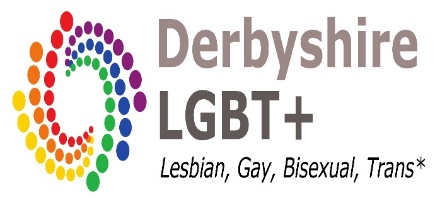 Derbyshire
LGBT+
Lesbian, Gay, Bisexual, Trans*